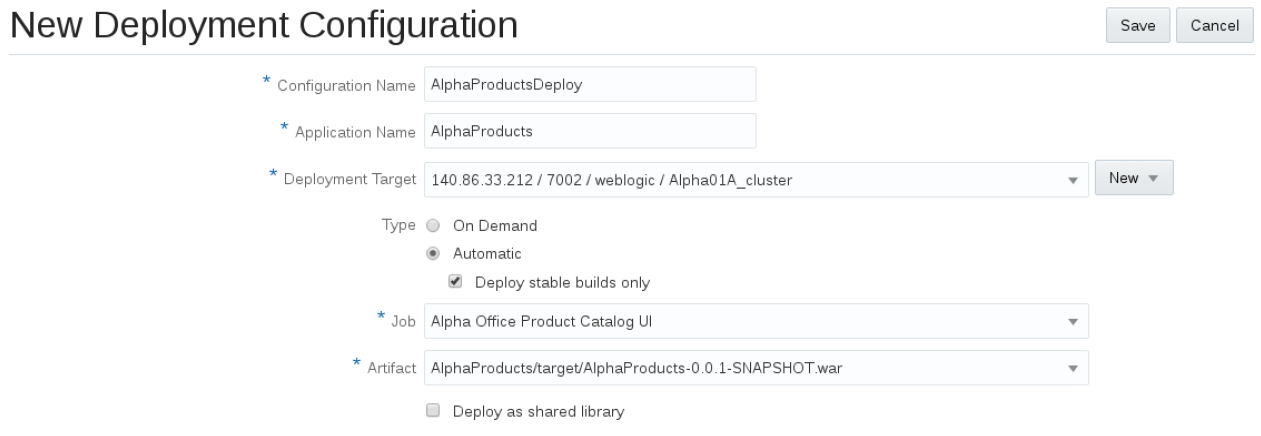 New Deployment Configuration
Save Cancel
* Configuration Name AlphaProductsDeploy
* Application Name AlphaProducts
* Deployment Target 140.86.33.212 / 7002 / weblogic / Alpha01A_cluster New
Type On Demand
Automatic
Deploy stable builds only
* Job Alpha Office Product Catalog UI
* Artifact AlphaProducts/target/AlphaProducts-0.0.1-SNAPSHOT.war
Deploy as shared library